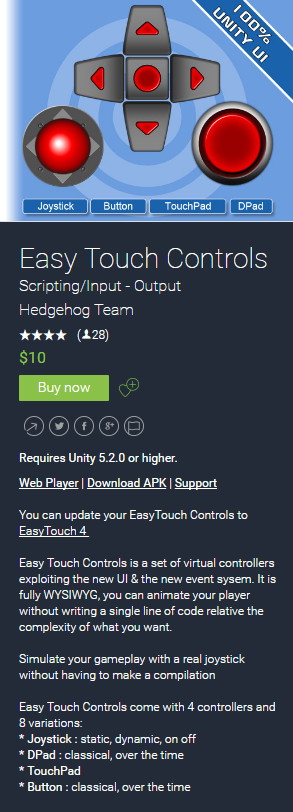 100%
UNITY UI
Joystick Button TouchPad DPad
Easy Touch Controls
Scripting/Input - Output
Hedgehog Team
(28)
$10
Buy now
Requires Unity 5.2.0 or higher.
Web Player | Download APK | Support
You can update your EasyTouch Controls to
EasyTouch 4
Easy Touch Controls is a set of virtual controllers
exploiting the new UI & the new event sysem. It is
fully WYSIWYG, you can animate your player
without writing a single line of code relative the
complexity of what you want.
Simulate your gameplay with a real joystick
without having to make a compilation
Easy Touch Controls come with 4 controllers and
8 variations:
* Joystick : static, dynamic, on off
* DPad : classical, over the time
* TouchPad
* Button : classical, over the time